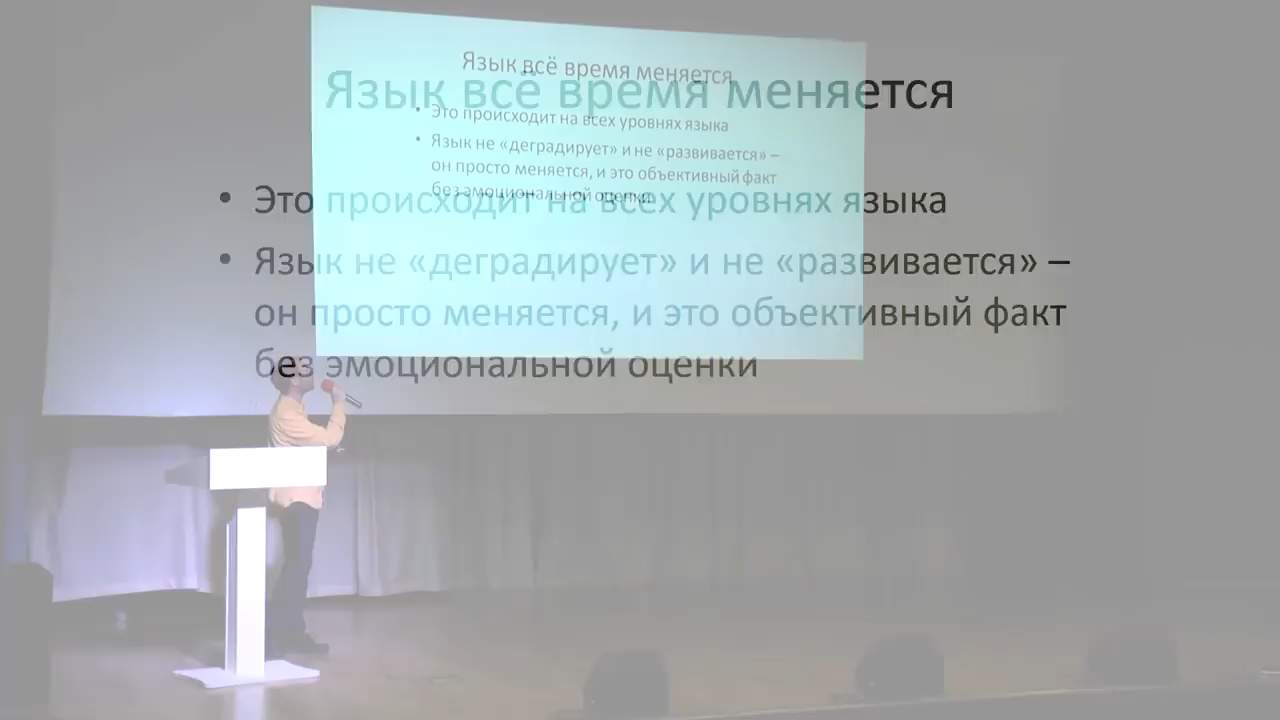 Язык всё время меняется
• Это происходит на всех уровнях языка
• Язык не «деградирует» и не «развивается» –
он просто меняется, и это объективный факт
без эмоциональной оценки
Язык всё время меняется
• Это происходит на всех уровнях языка
• Язык не «деградирует» и не «развивается» –
он просто меняется, и это объективный факт
без эмоциональной оценки